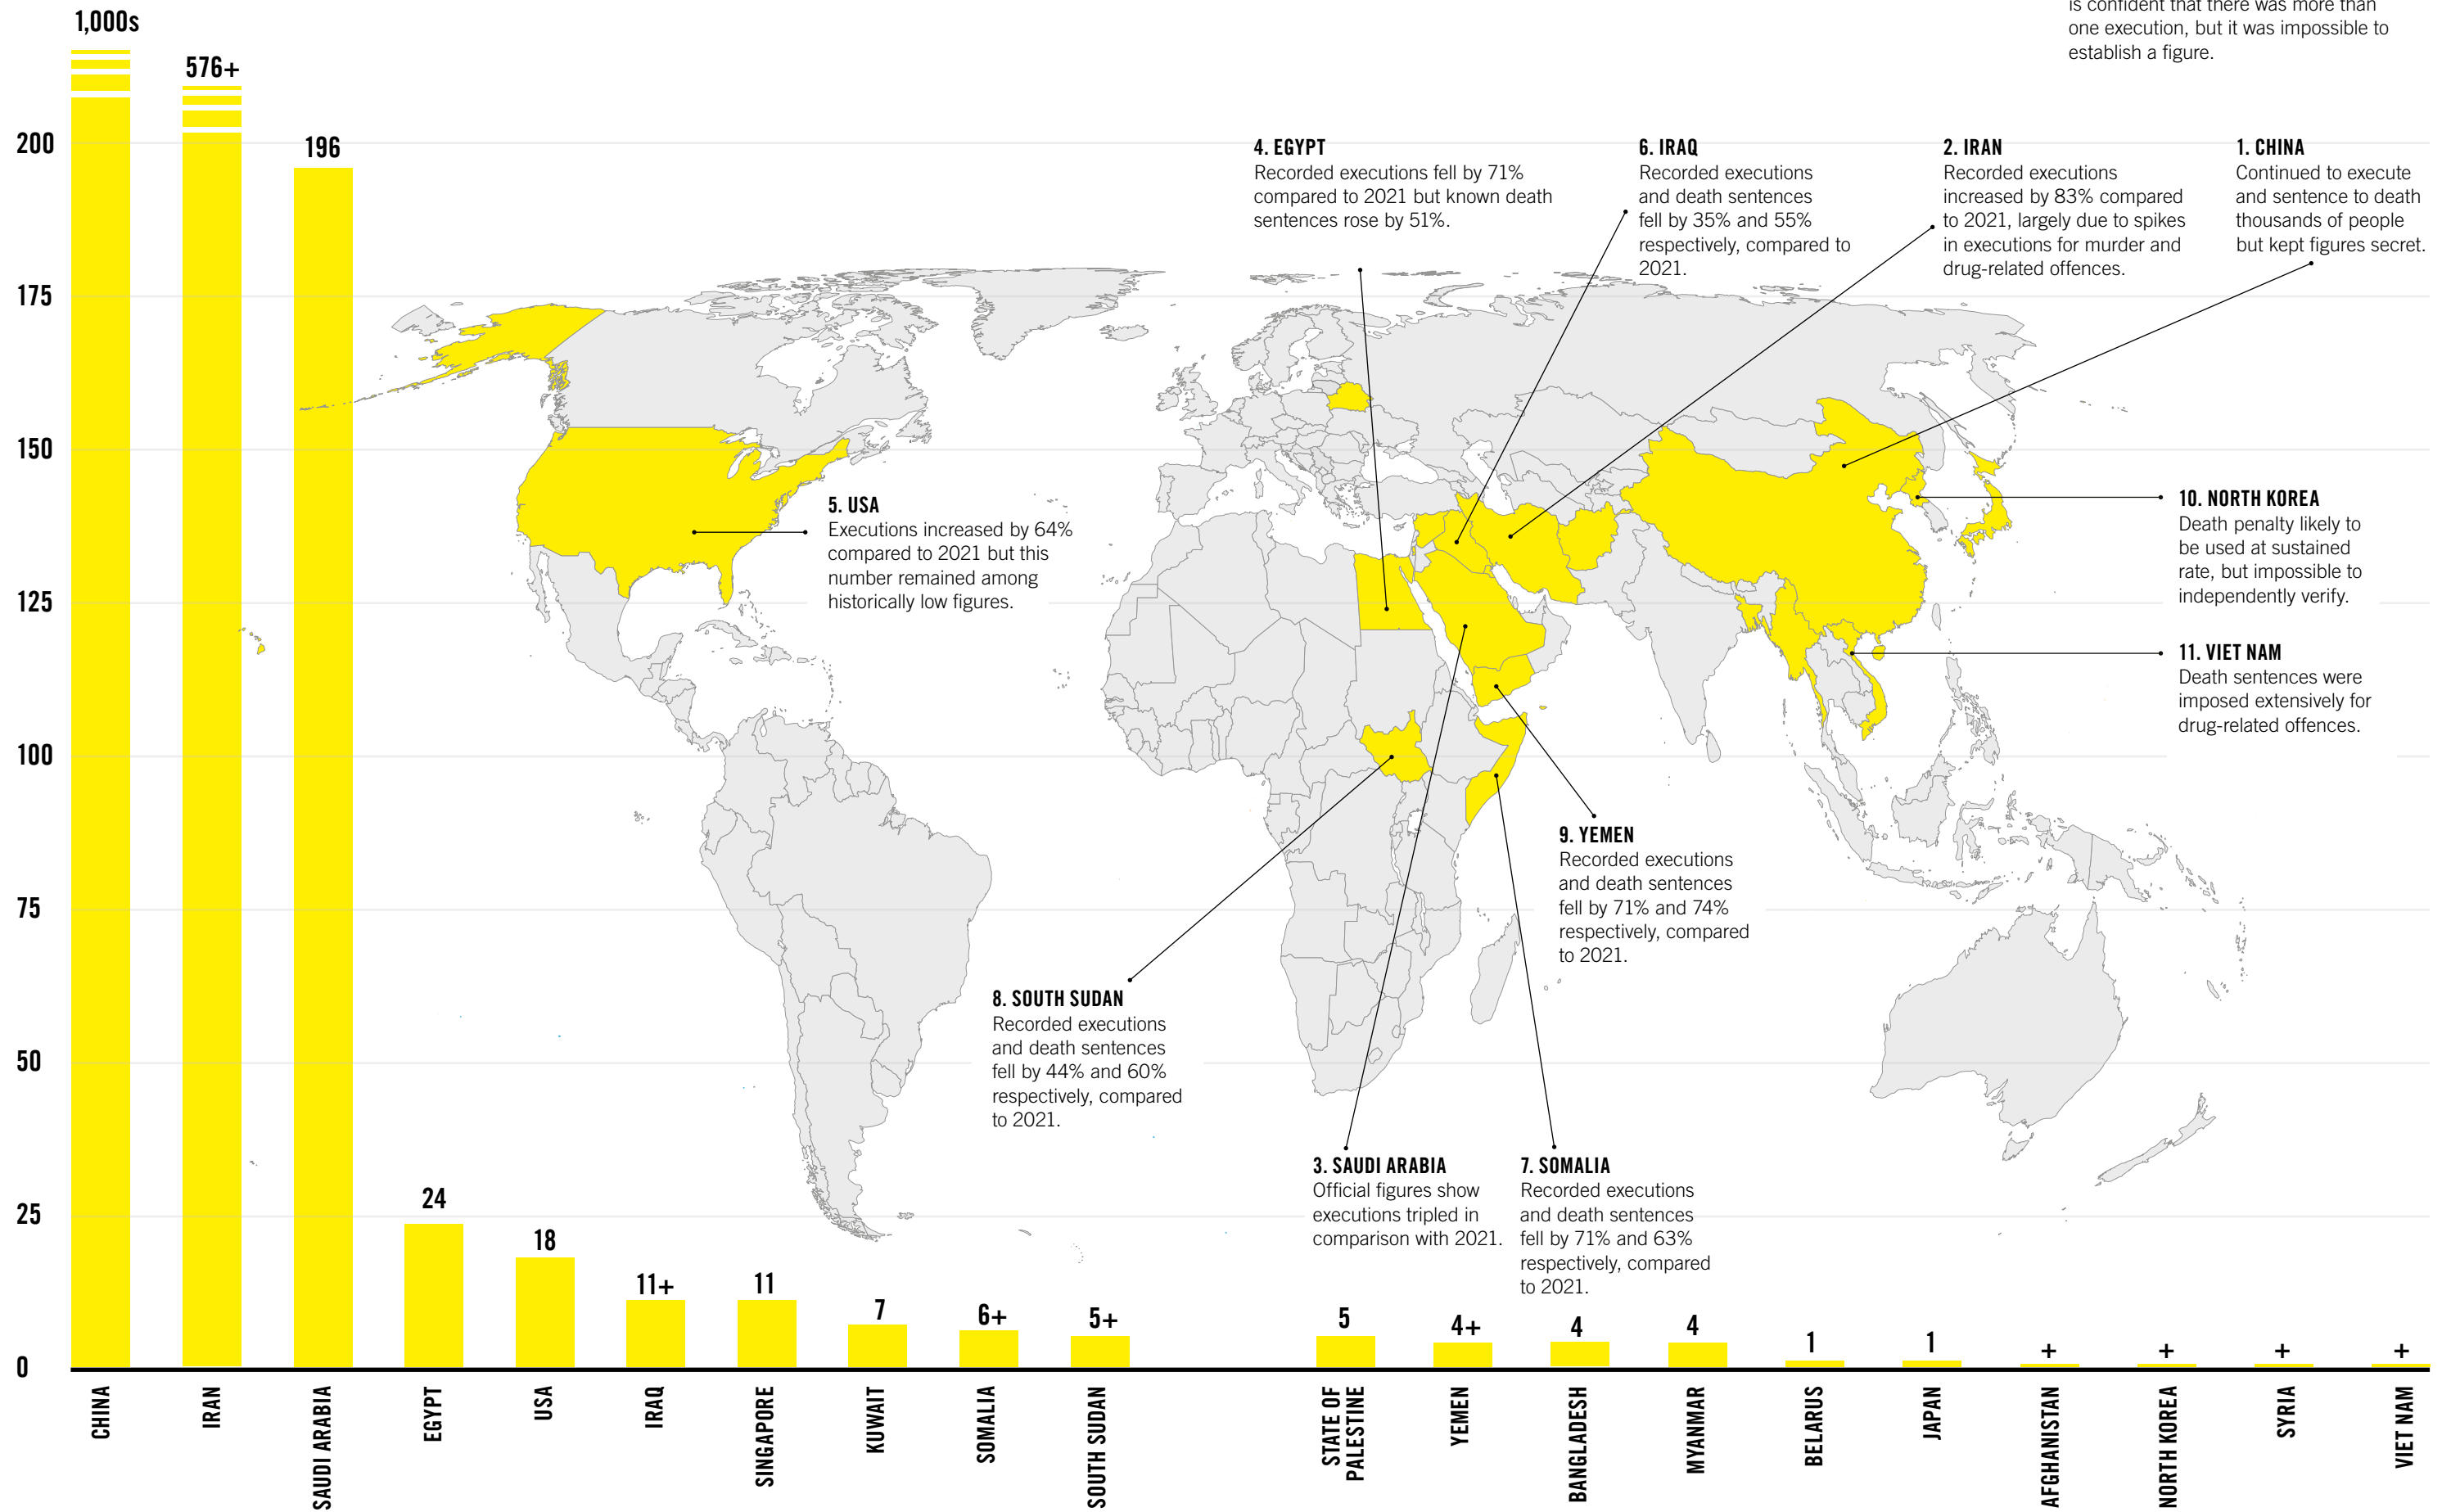 is confident that there was more than
one execution, but it was impossible to
establish a figure.
1,000s
576+
196
24
18
11+
11
7
6+
5+
5
4+
4
4
1
1
+
+
+
+
200
175
150
125
100
75
50
25
0
4. EGYPT
Recorded executions fell by 71%
compared to 2021 but known death
sentences rose by 51%.
6. IRAQ
Recorded executions
and death sentences
fell by 35% and 55%
respectively, compared to
2021.
2. IRAN
Recorded executions
increased by 83% compared
to 2021, largely due to spikes
in executions for murder and
drug-related offences.
1. CHINA
Continued to execute
and sentence to death
thousands of people
but kept figures secret.
5. USA
Executions increased by 64%
compared to 2021 but this
number remained among
historically low figures.
10. NORTH KOREA
Death penalty likely to
be used at sustained
rate, but impossible to
independently verify.
11. VIET NAM
Death sentences were
imposed extensively for
drug-related offences.
9. YEMEN
Recorded executions
and death sentences
fell by 71% and 74%
respectively, compared
to 2021.
8. SOUTH SUDAN
Recorded executions
and death sentences
fell by 44% and 60%
respectively, compared
to 2021.
3. SAUDI ARABIA
Official figures show
executions tripled in
comparison with 2021.
7. SOMALIA
Recorded executions
and death sentences
fell by 71% and 63%
respectively, compared
to 2021.
CHINA
IRAN
SAUDI ARABIA
EGYPT
USA
IRAQ
SINGAPORE
KUWAIT
SOMALIA
SOUTH SUDAN
STATE OF
PALESTINE
YEMEN
BANGLADESH
MYANMAR
BELARUS
JAPAN
AFGHANISTAN
NORTH KOREA
SYRIA
VIET NAM